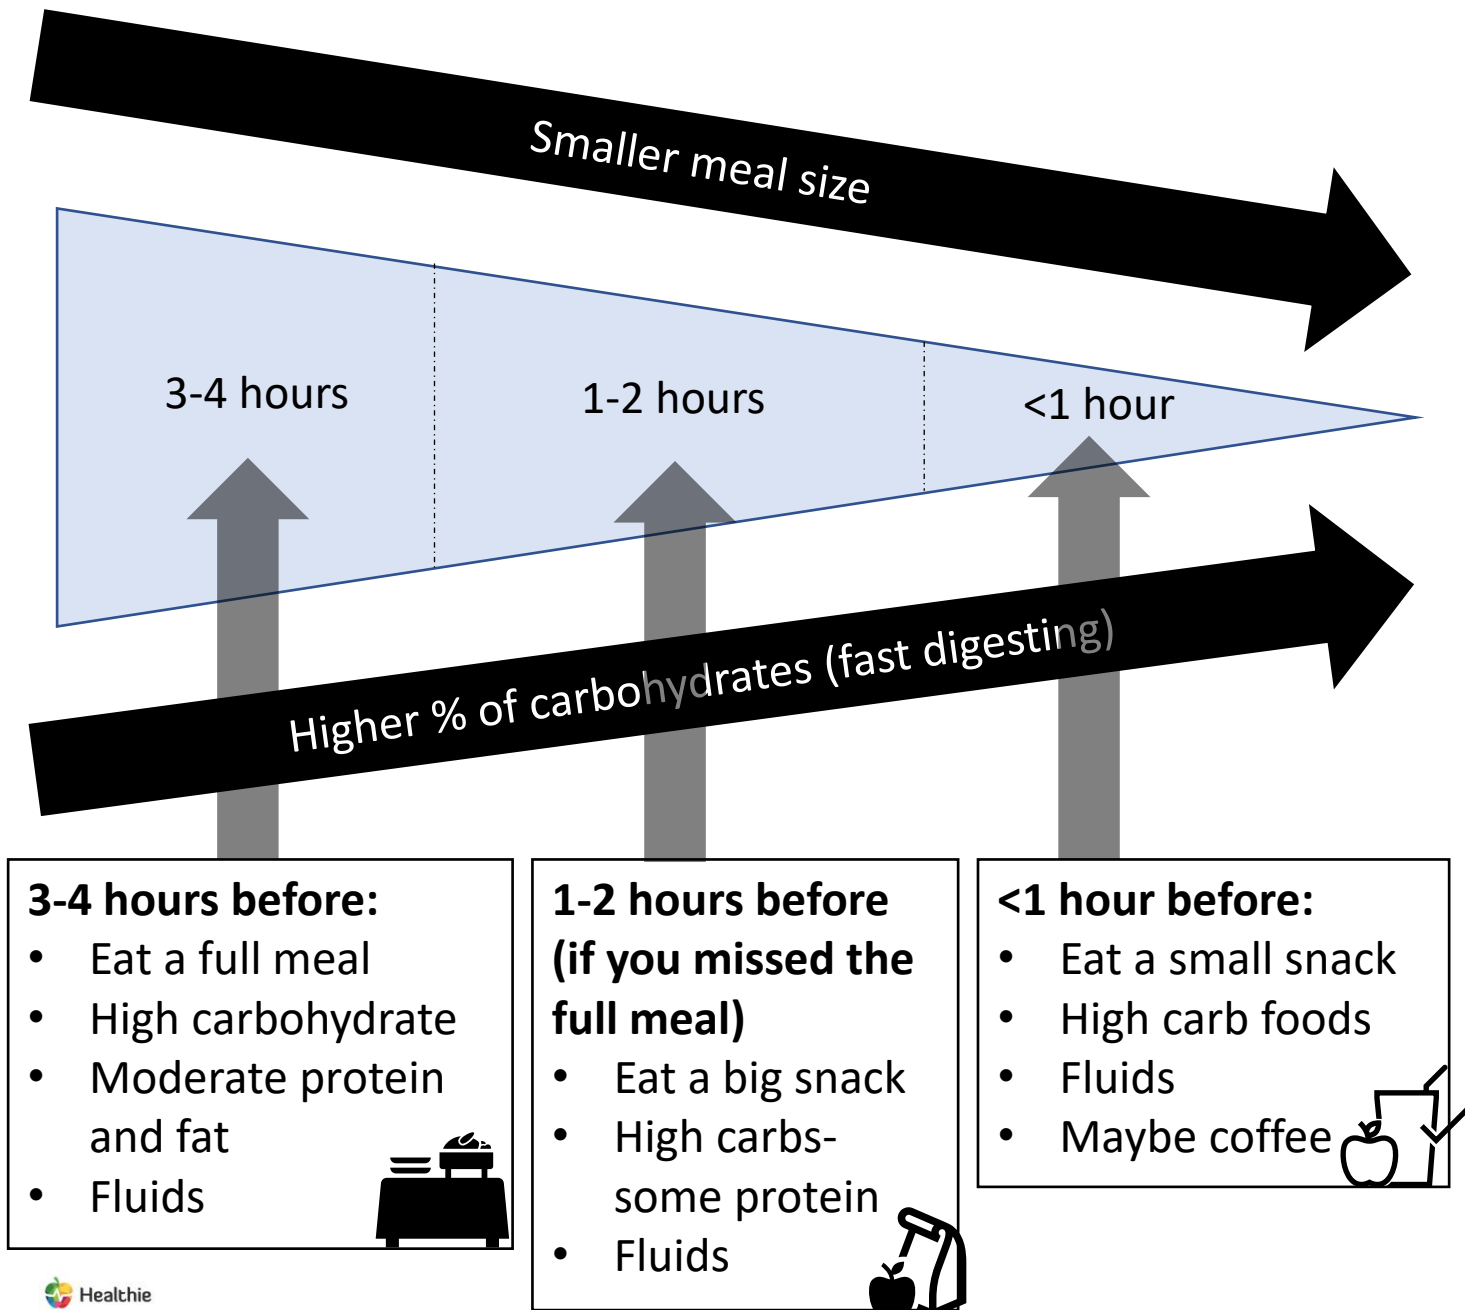 Smaller meal size
3-4 hours
1-2 hours
<1 hour
Higher % of carbohydrates (fast digesting)
3-4 hours before:
• Eat a full meal
• High carbohydrate
• Moderate protein
and fat
• Fluids
1-2 hours before
(if you missed the
full meal)
• Eat a big snack
• High carbs-
some protein
• Fluids
<1 hour before:
• Eat a small snack
• High carb foods
• Fluids
• Maybe coffee
Healthie